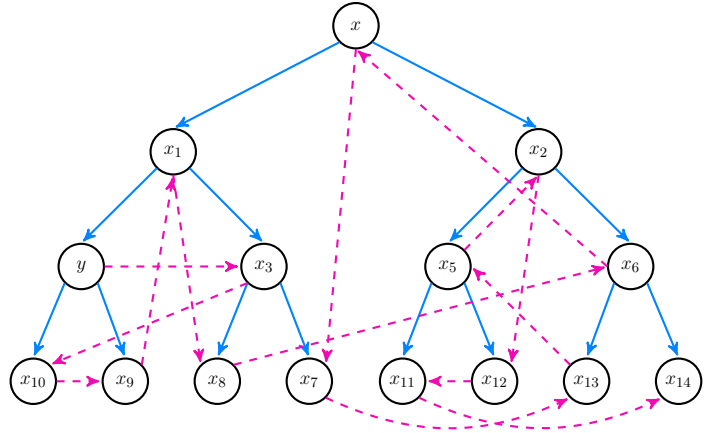 x
x₁ x₂
y x₃ x₅ x₆
x₁₀ x₉ x₈ x₇ x₁₁ x₁₂ x₁₃ x₁₄